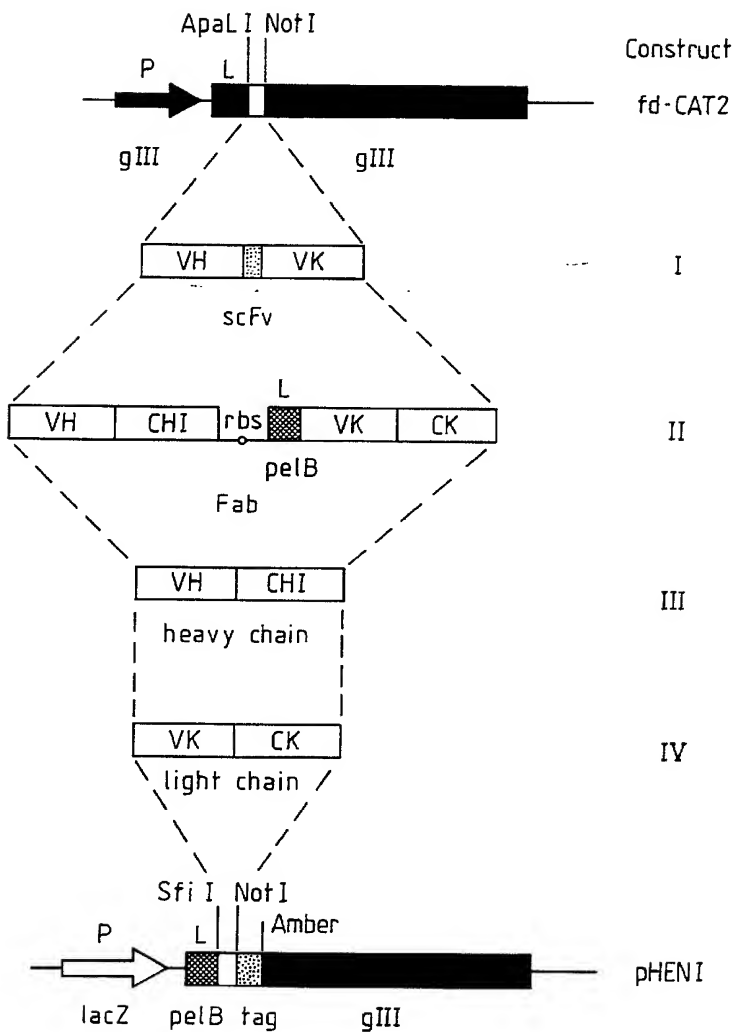 ApaL I NotI
Construct
P L
fd-CAT2
gIII gIII
VH VK
I
scFv
L
VH CHI rbs VK CK
II
pelB
Fab
VH CHI
III
heavy chain
VK CK
IV
light chain
Sfi I NotI
Amber
P L
pHENI
lacZ pelB tag gIII